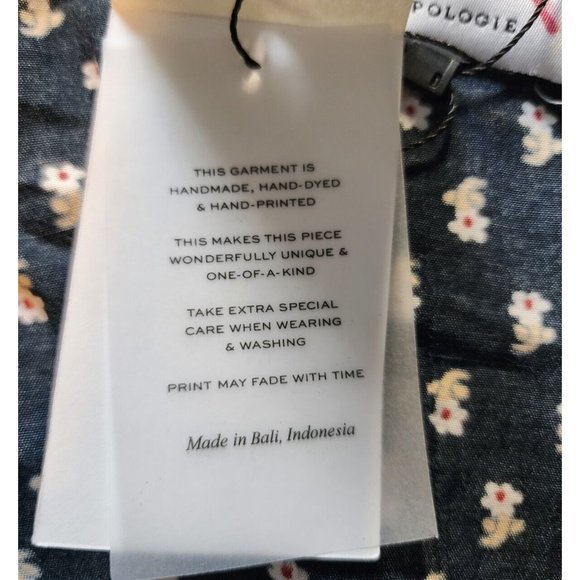 POLOGIE
THIS GARMENT IS
HANDMADE, HAND-DYED
& HAND-PRINTED
THIS MAKES THIS PIECE
WONDERFULLY UNIQUE &
ONE-OF-A-KIND
TAKE EXTRA SPECIAL
CARE WHEN WEARING
& WASHING
PRINT MAY FADE WITH TIME
Made in Bali, Indonesia